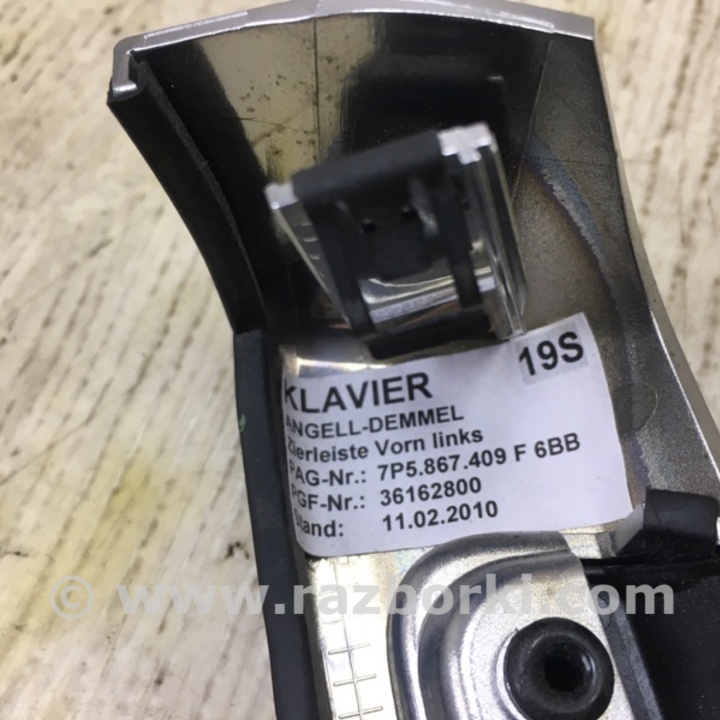 KLAVIER 19S
ANGELL-DEMMEL
Zierleiste Vorn links
PAG-Nr.: 7P5.867.409 F 6BB
PGF-Nr.: 36162800
Stand: 11.02.2010
© www.razborki.com